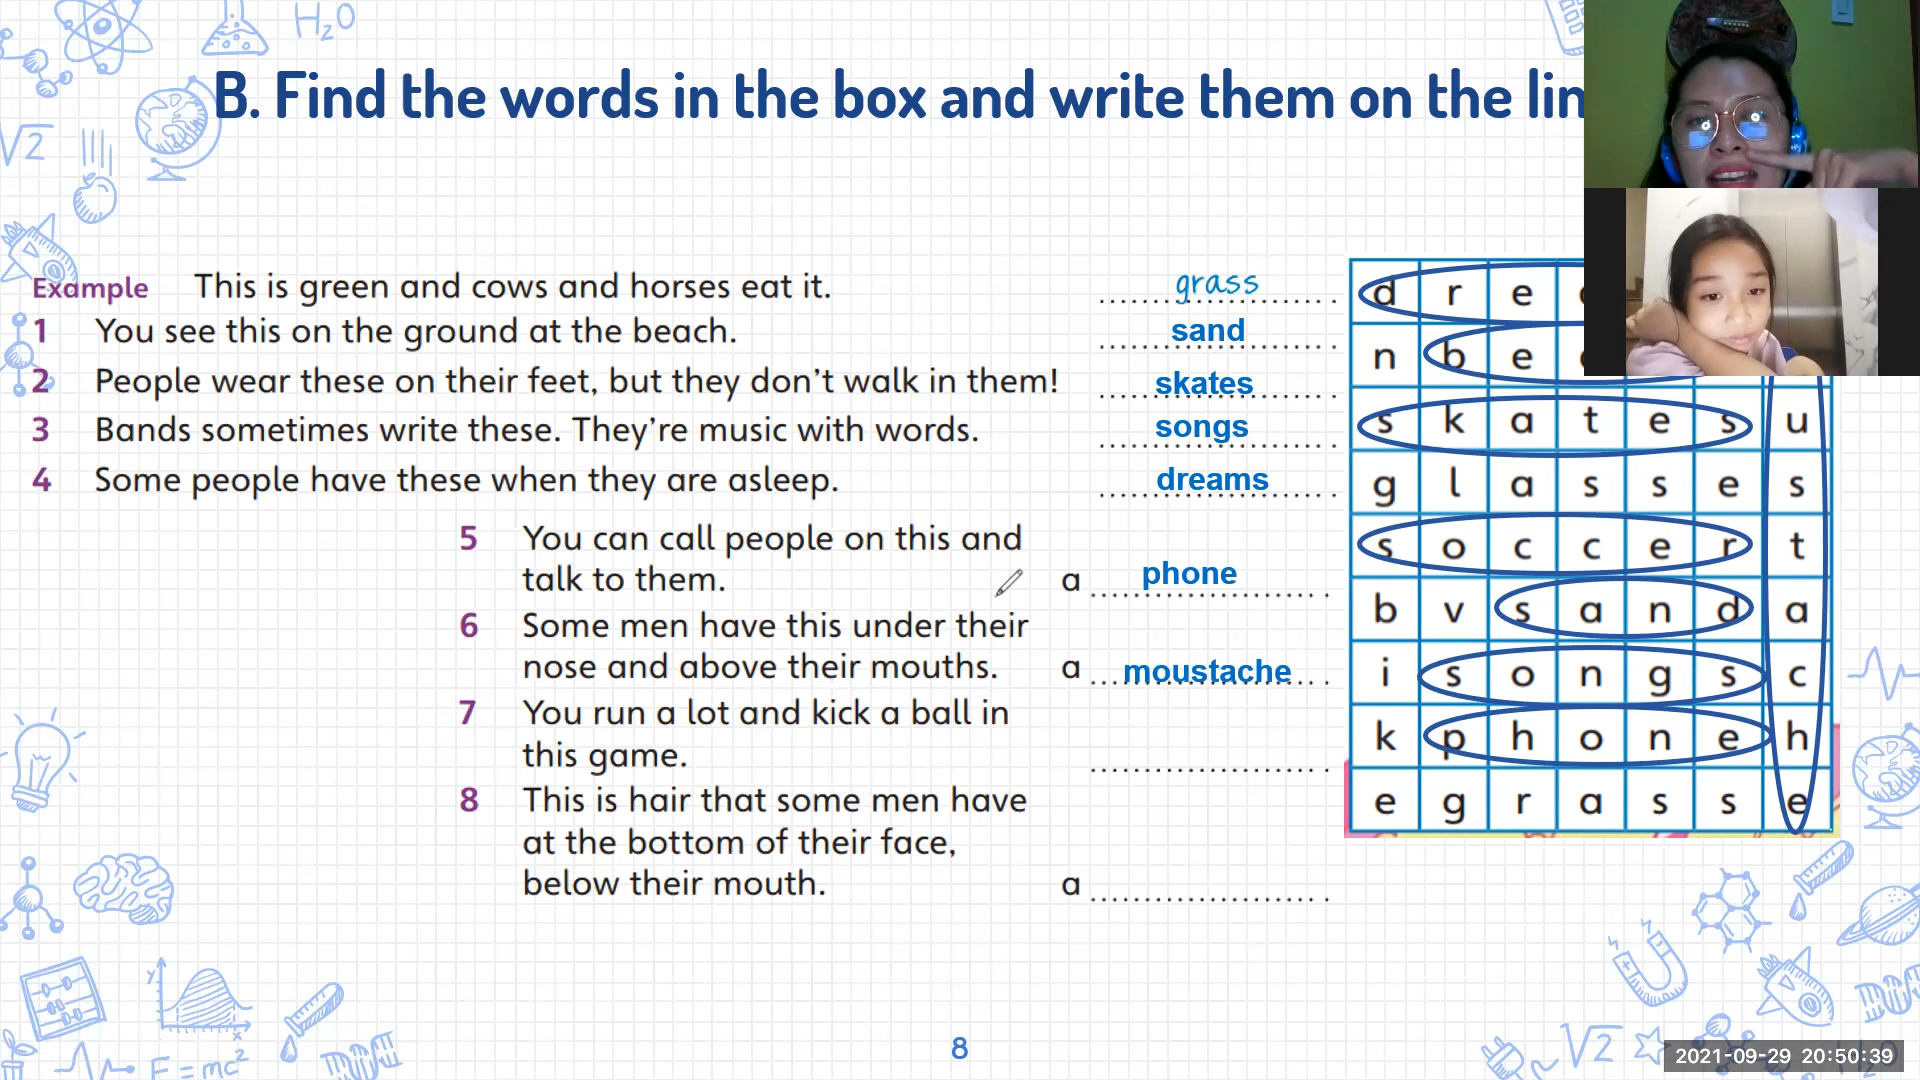 H₂O
B. Find the words in the box and write them on the lin
√2
Example This is green and cows and horses eat it. grass
1 You see this on the ground at the beach. sand
2 People wear these on their feet, but they don't walk in them! skates
3 Bands sometimes write these. They're music with words. songs
4 Some people have these when they are asleep. dreams
5 You can call people on this and
talk to them. a phone
6 Some men have this under their
nose and above their mouths. a moustache
7 You run a lot and kick a ball in
this game.
8 This is hair that some men have
at the bottom of their face,
below their mouth. a
d r e
n b e
s k a t e s u
g l a s s e s
s o c c e r t
b v s a n d a
i s o n g s c
k p h o n e h
e g r a s s e
y
x
F = mc²
8
√2
2021-09-29 20:50:39